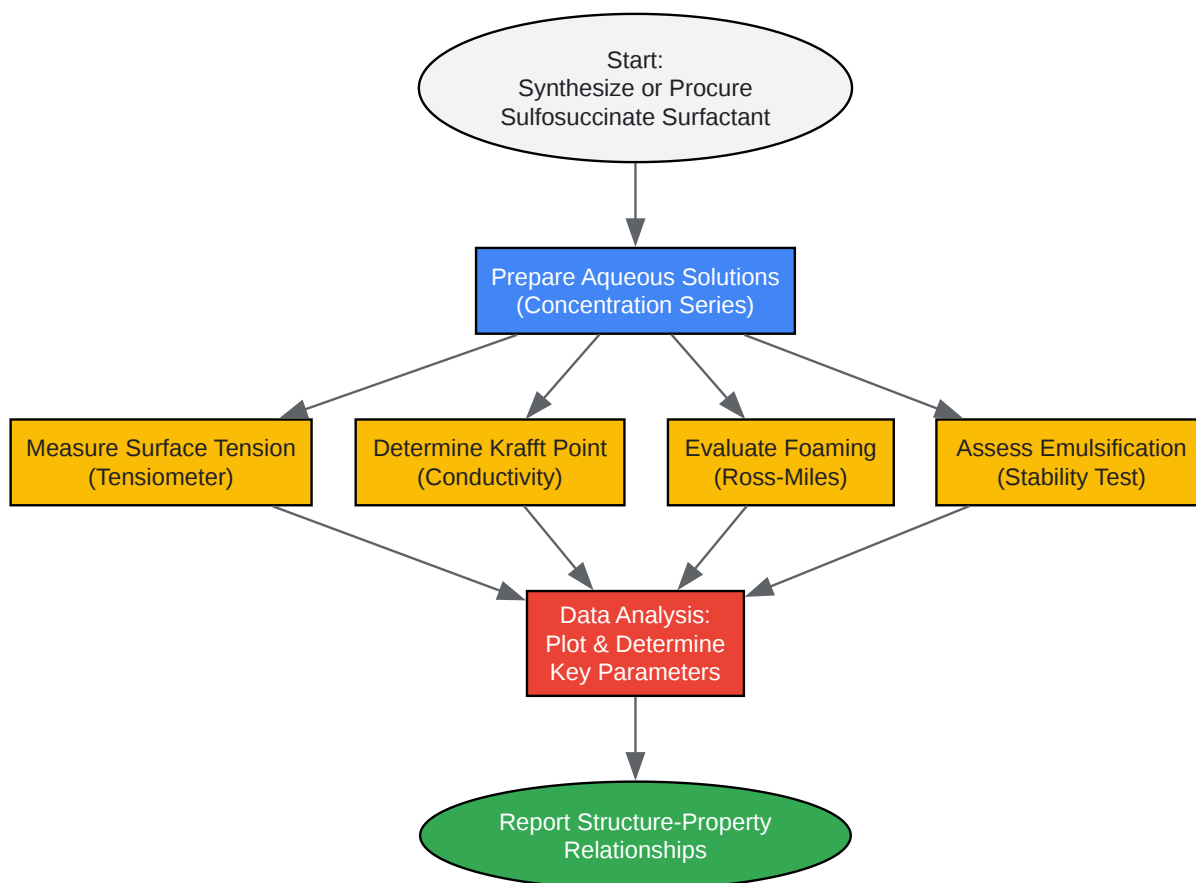 Start:
Synthesize or Procure
Sulfosuccinate Surfactant
Prepare Aqueous Solutions
(Concentration Series)
Measure Surface Tension
(Tensiometer)
Determine Krafft Point
(Conductivity)
Evaluate Foaming
(Ross-Miles)
Assess Emulsification
(Stability Test)
Data Analysis:
Plot & Determine
Key Parameters
Report Structure-Property
Relationships